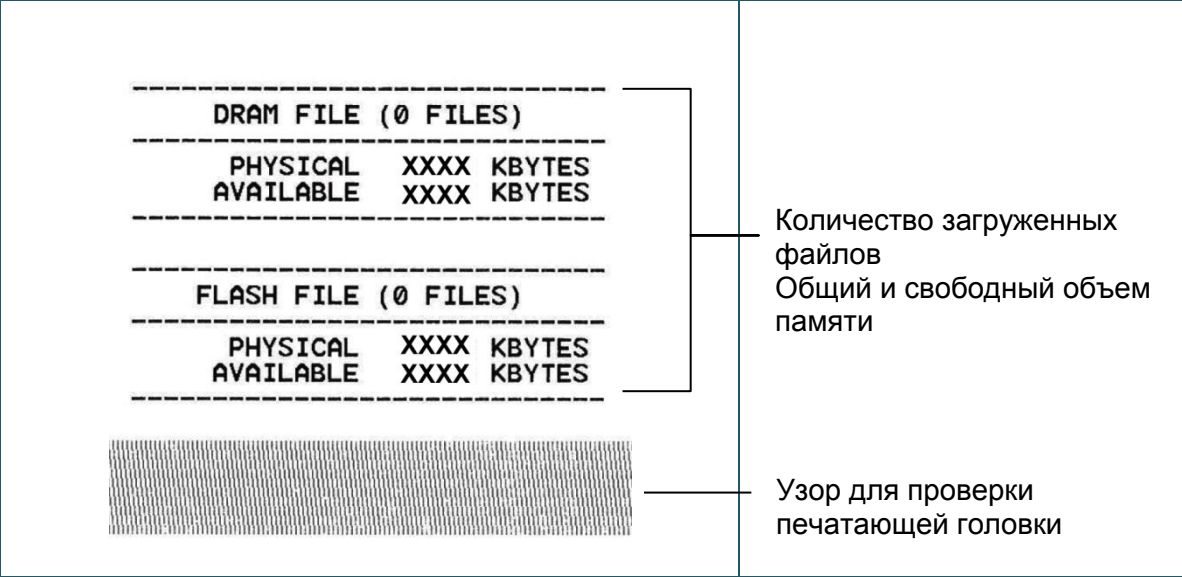 DRAM FILE (0 FILES)
PHYSICAL XXXX KBYTES
AVAILABLE XXXX KBYTES
FLASH FILE (0 FILES)
PHYSICAL XXXX KBYTES
AVAILABLE XXXX KBYTES
Количество загруженных
файлов
Общий и свободный объем
памяти
Узор для проверки
печатающей головки